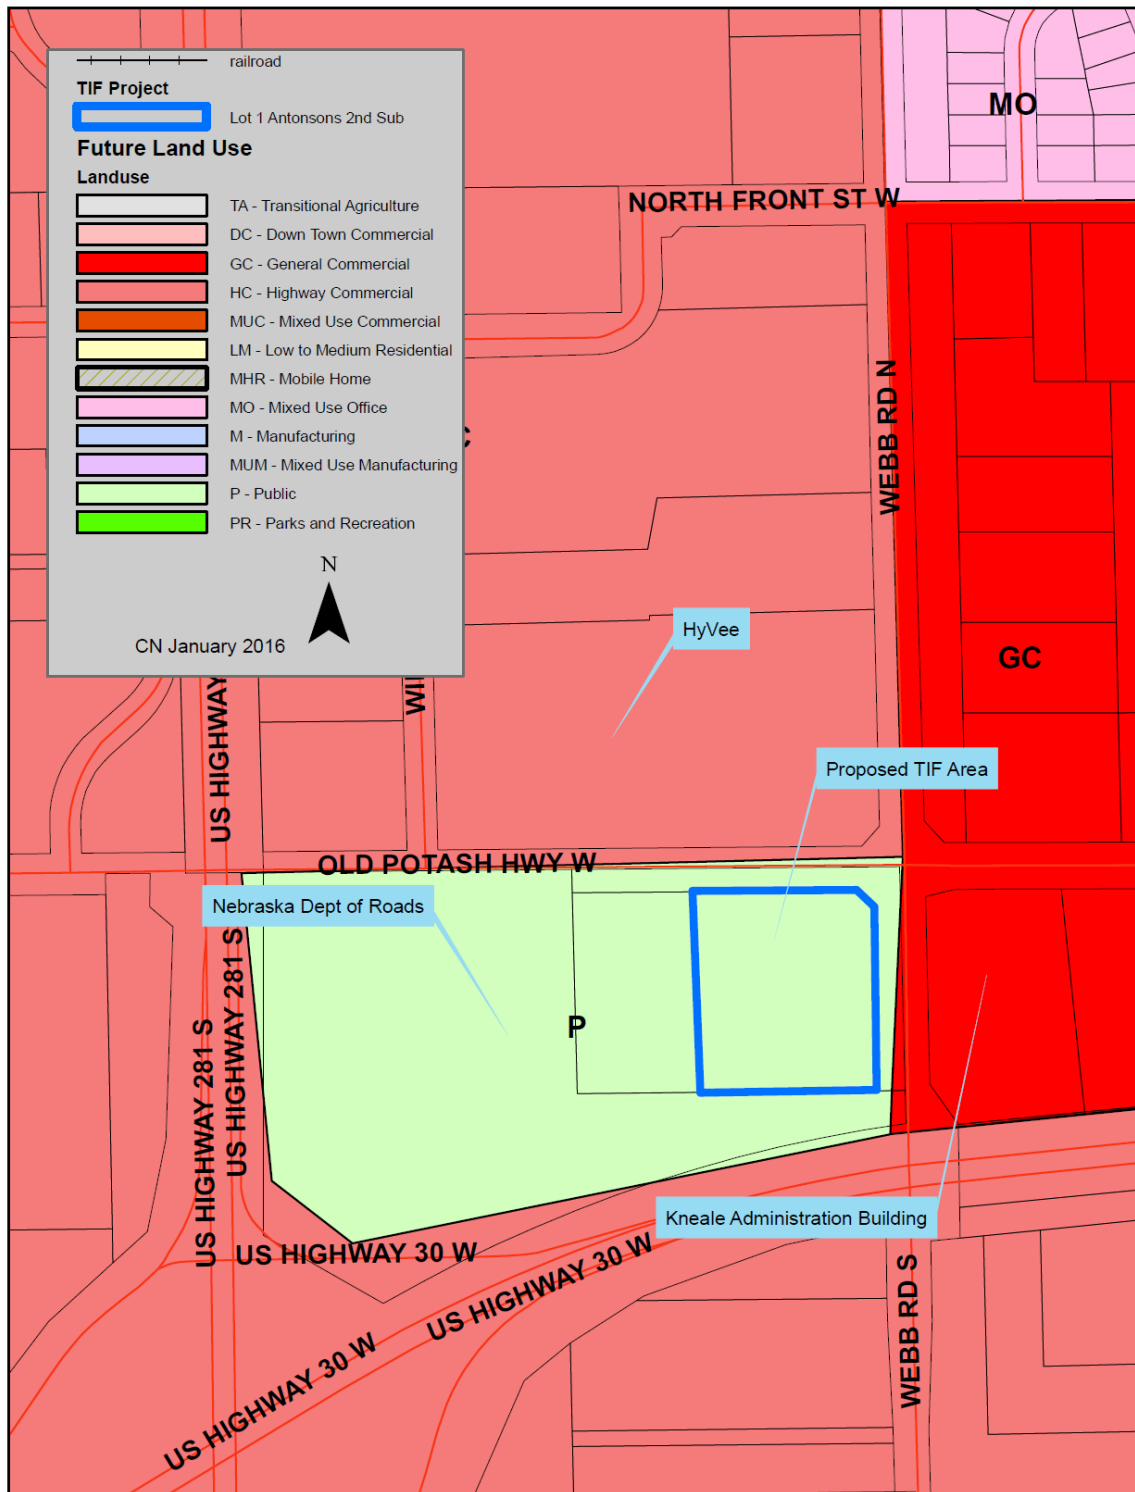 railroad
TIF Project
Lot 1 Antonsons 2nd Sub
Future Land Use
Landuse
TA - Transitional Agriculture
DC - Down Town Commercial
GC - General Commercial
HC - Highway Commercial
MUC - Mixed Use Commercial
LM - Low to Medium Residential
MHR - Mobile Home
MO - Mixed Use Office
M - Manufacturing
MUM - Mixed Use Manufacturing
P - Public
PR - Parks and Recreation
N
CN January 2016
MO
NORTH FRONT ST W
WEBB RD N
HyVee
GC
US HIGHWAY
Proposed TIF Area
OLD POTASH HWY W
Nebraska Dept of Roads
US HIGHWAY 281 S
US HIGHWAY 281 S
P
Kneale Administration Building
US HIGHWAY 30 W
US HIGHWAY 30 W
US HIGHWAY 30 W
WEBB RD S